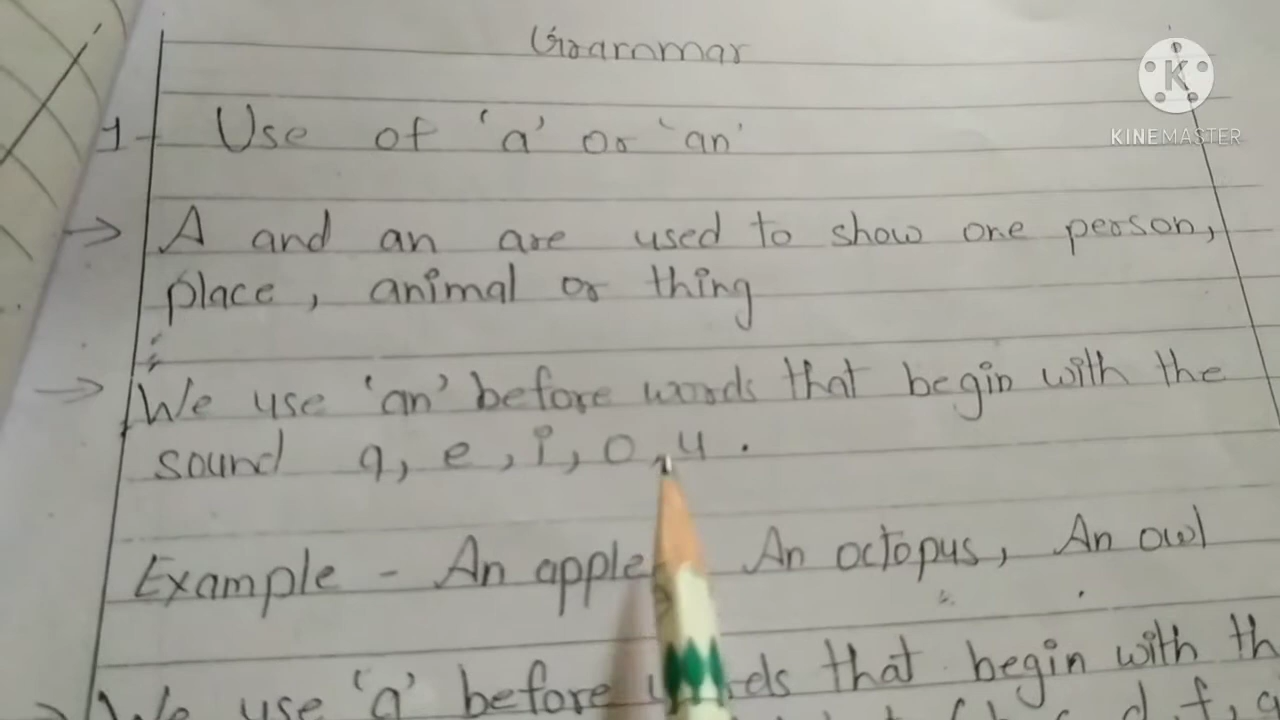 Grammar
1- Use of 'a' or 'an'
→ A and an are used to show one person,
place, animal or thing
→ We use 'an' before words that begin with the
sound a, e, i, o, u.
Example - An apple An octopus, An owl
→ We use 'a' before that begin with th
d f, g
K
KINEMASTER